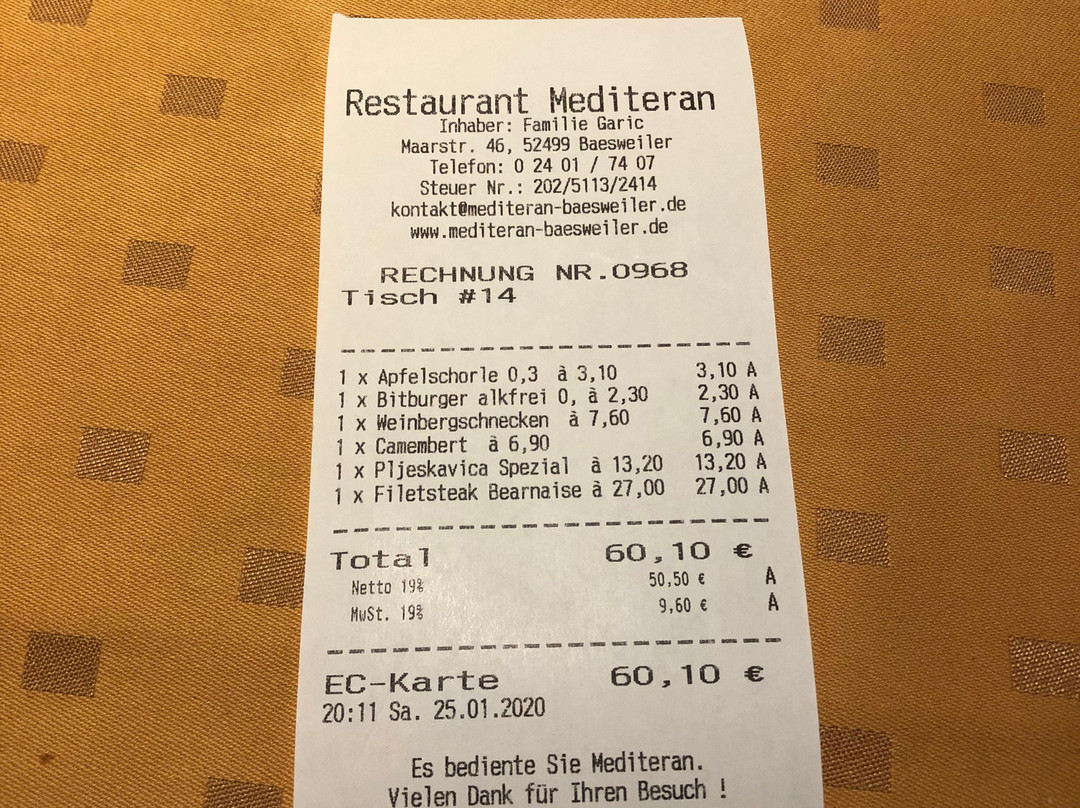 Restaurant Mediteran
Inhaber: Familie Garic
Maarstr. 46, 52499 Baesweiler
Telefon: 0 24 01 / 74 07
Steuer Nr.: 202/5113/2414
kontakt@mediteran-baesweiler.de
www.mediteran-baesweiler.de
RECHNUNG NR.0968
Tisch #14
1 x Apfelschorle 0,3 à 3,10 3,10 A
1 x Bitburger alkfrei 0, à 2,30 2,30 A
1 x Weinbergschnecken à 7,60 7,60 A
1 x Camembert à 6,90 6,90 A
1 x Pljeskavica Spezial à 13,20 13,20 A
1 x Filetsteak Bearnaise à 27,00 27,00 A
Total 60,10 €
Netto 19% 50,50 € A
MwSt. 19% 9,60 € A
EC-Karte 60,10 €
20:11 Sa. 25.01.2020
Es bediente Sie Mediteran.
Vielen Dank für Ihren Besuch !